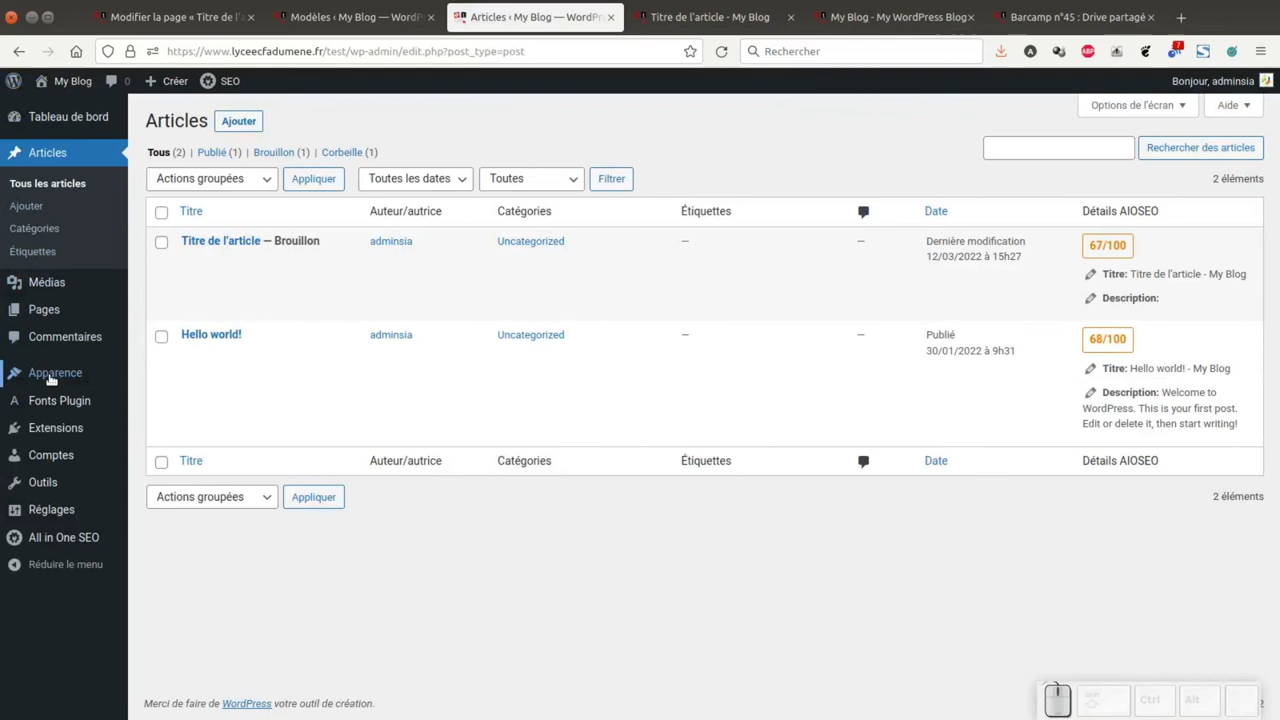 Modifier la page « Titre de l'a
Modèles ‹ My Blog — WordP
Articles ‹ My Blog — WordPr
Titre de l'article - My Blog
My Blog - My WordPress Blog
Barcamp n°45 : Drive partagé
https://www.lyceecfadumene.fr/test/wp-admin/edit.php?post_type=post
Rechercher
7
My Blog
0
Créer
SEO
Bonjour, adminsia
Tableau de bord
Articles
Tous les articles
Ajouter
Catégories
Étiquettes
Médias
Pages
Commentaires
Apparence
Fonts Plugin
Extensions
Comptes
Outils
Réglages
All in One SEO
Réduire le menu
Options de l'écran
Aide
Articles Ajouter
Tous (2) | Publié (1) | Brouillon (1) | Corbeille (1)
Rechercher des articles
Actions groupées Appliquer Toutes les dates Toutes Filtrer
2 éléments
Titre Auteur/autrice Catégories Étiquettes Date Détails AIOSEO
Titre de l'article — Brouillon adminsia Uncategorized — —
Dernière modification
12/03/2022 à 15h27
67/100
Titre: Titre de l'article - My Blog
Description:
Hello world! adminsia Uncategorized — —
Publié
30/01/2022 à 9h31
68/100
Titre: Hello world! - My Blog
Description: Welcome to
WordPress. This is your first post.
Edit or delete it, then start writing!
Titre Auteur/autrice Catégories Étiquettes Date Détails AIOSEO
Actions groupées Appliquer
2 éléments
Merci de faire de WordPress votre outil de création.
Ctrl
Alt
2